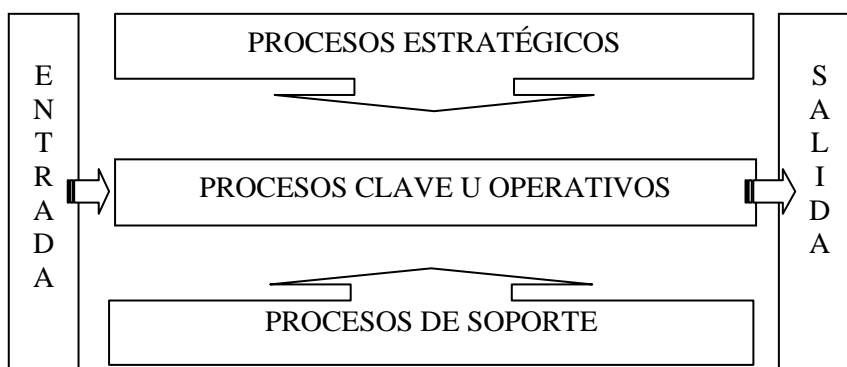 ENTRADA
PROCESOS ESTRATÉGICOS
PROCESOS CLAVE U OPERATIVOS
PROCESOS DE SOPORTE
SALIDA